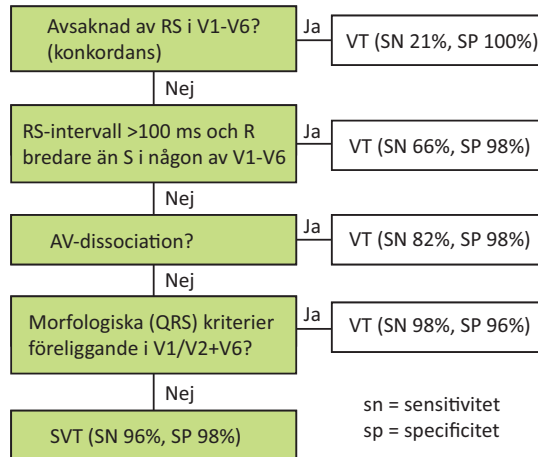 Avsaknad av RS i V1-V6?
(konkordans)
Ja
VT (SN 21%, SP 100%)
Nej
RS-intervall >100 ms och R
bredare än S i någon av V1-V6
Ja
VT (SN 66%, SP 98%)
Nej
AV-dissociation?
Ja
VT (SN 82%, SP 98%)
Nej
Morfologiska (QRS) kriterier
föreliggande i V1/V2+V6?
Ja
VT (SN 98%, SP 96%)
Nej
SVT (SN 96%, SP 98%)
sn = sensitivitet
sp = specificitet